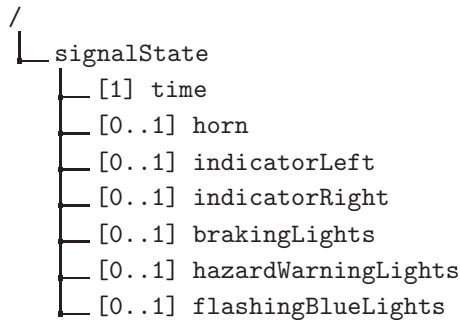 /
signalState
[1] time
[0..1] horn
[0..1] indicatorLeft
[0..1] indicatorRight
[0..1] brakingLights
[0..1] hazardWarningLights
[0..1] flashingBlueLights